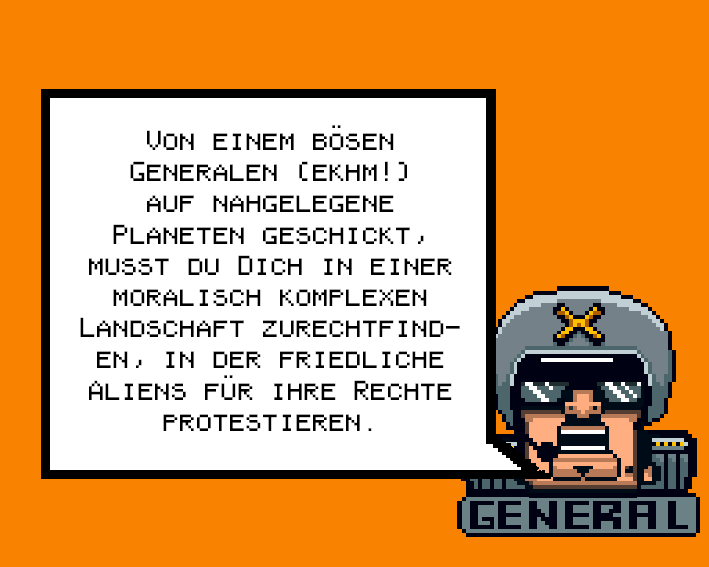 Von einem bösen
Generalen (ekhm!)
auf nahgelegene
Planeten geschickt,
musst du Dich in einer
moralisch komplexen
Landschaft zurechtfind-
en, in der friedliche
Aliens für ihre Rechte
protestieren.
GENERAL